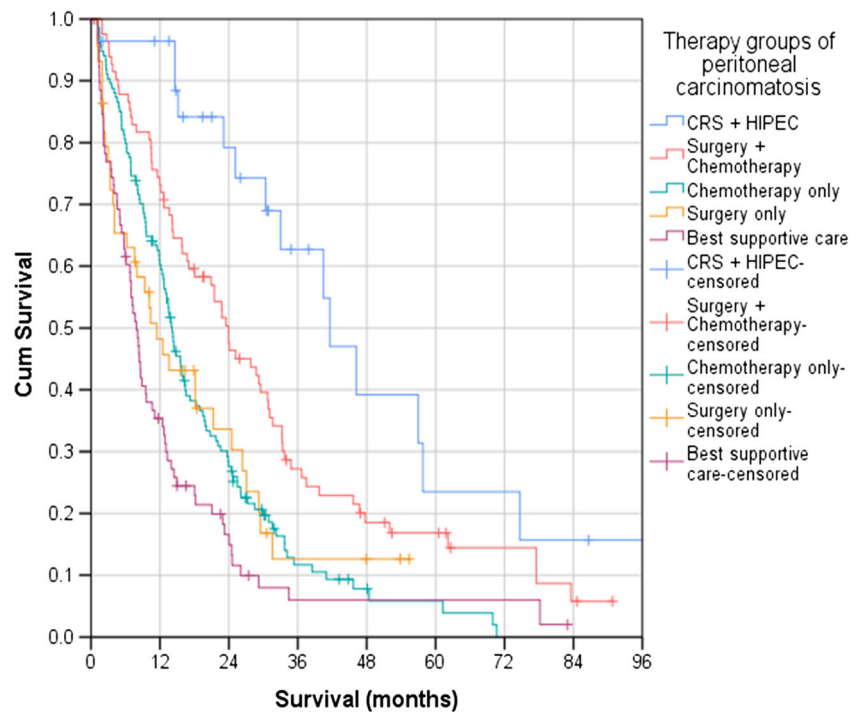 1.0
0.9
0.8
0.7
0.6
0.5
0.4
0.3
0.2
0.1
0.0
Cum Survival
0 12 24 36 48 60 72 84 96
Survival (months)
Therapy groups of
peritoneal
carcinomatosis
CRS + HIPEC
Surgery +
Chemotherapy
Chemotherapy only
Surgery only
Best supportive care
CRS + HIPEC-
censored
Surgery +
Chemotherapy-
censored
Chemotherapy only-
censored
Surgery only-
censored
Best supportive
care-censored